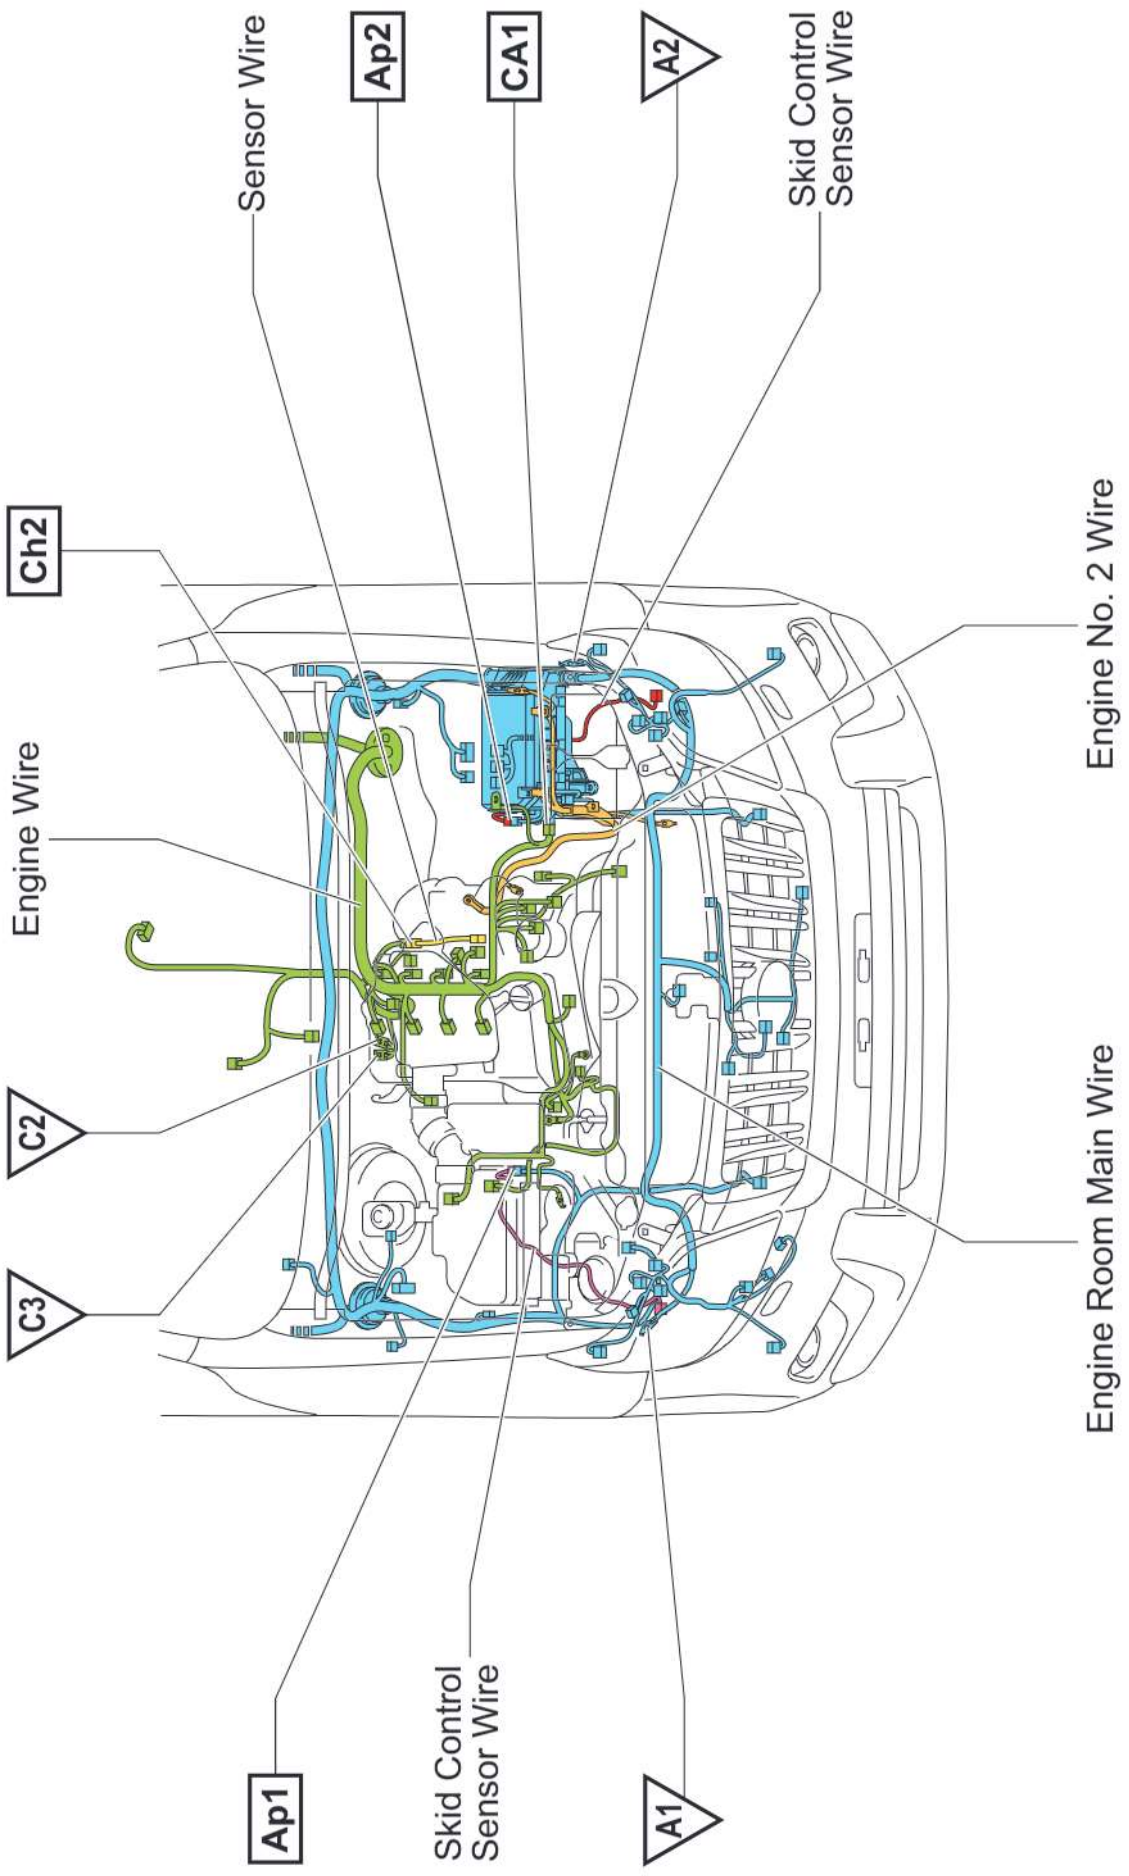 C3
C2
Engine Wire
Ch2
Sensor Wire
Ap2
CA1
A2
Skid Control
Sensor Wire
Ap1
Skid Control
Sensor Wire
A1
Engine Room Main Wire
Engine No. 2 Wire